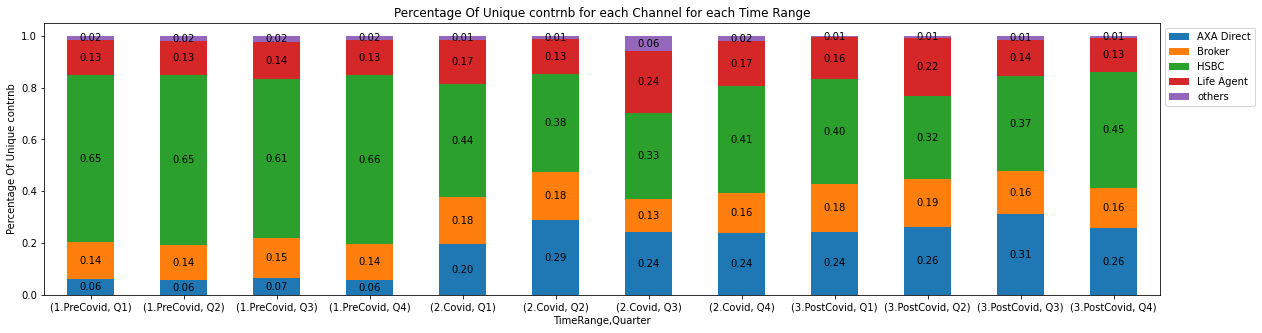 Percentage Of Unique contrnb for each Channel for each Time Range
Percentage Of Unique contrnb
1.0
0.8
0.6
0.4
0.2
0.0
0.02 0.02 0.02 0.02 0.01 0.01 0.06 0.02 0.01 0.01 0.01 0.01
0.13 0.13 0.14 0.13 0.17 0.13 0.24 0.17 0.16 0.22 0.14 0.13
0.65 0.65 0.61 0.66 0.44 0.38 0.33 0.41 0.40 0.32 0.37 0.45
0.14 0.14 0.15 0.14 0.18 0.18 0.13 0.16 0.18 0.19 0.16 0.16
0.06 0.06 0.07 0.06 0.20 0.29 0.24 0.24 0.24 0.26 0.31 0.26
(1.PreCovid, Q1) (1.PreCovid, Q2) (1.PreCovid, Q3) (1.PreCovid, Q4) (2.Covid, Q1) (2.Covid, Q2) (2.Covid, Q3) (2.Covid, Q4) (3.PostCovid, Q1) (3.PostCovid, Q2) (3.PostCovid, Q3) (3.PostCovid, Q4)
TimeRange,Quarter
AXA Direct
Broker
HSBC
Life Agent
others